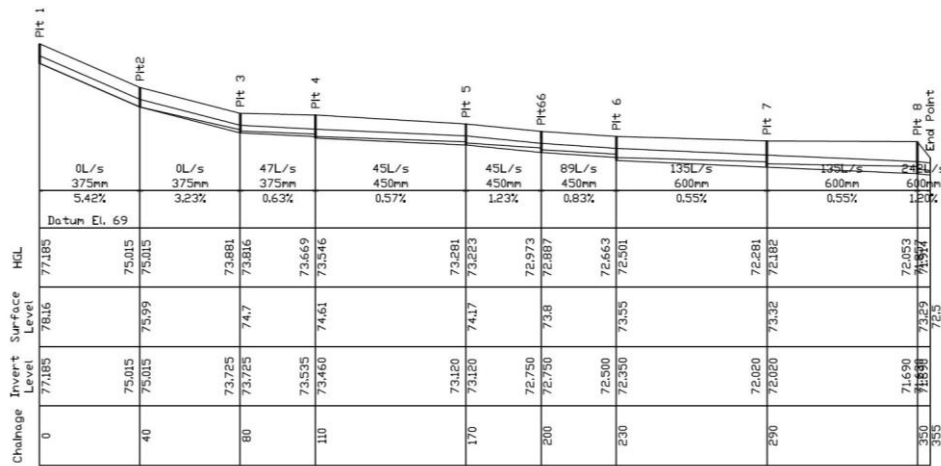 Pit 1
Pit2
Pit 3
Pit 4
Pit 5
Pit66
Pit 6
Pit 7
Pit 8
End Point
0L/s 0L/s 47L/s 45L/s 45L/s 89L/s 135L/s 135L/s 242L/s
375mm 375mm 375mm 450mm 450mm 450mm 600mm 600mm 600mm
5.42% 3.23% 0.63% 0.57% 1.23% 0.83% 0.55% 0.55% 1.20%
Datum El. 69
HGL 77.185 75.015 75.015 73.881 73.816 73.669 73.546 73.281 73.223 72.973 72.887 72.663 72.501 72.281 72.182 72.053 71.914
Surface Level 78.16 75.99 74.7 74.61 74.17 73.8 73.55 73.32 73.29 72.5
Invert Level 77.185 75.015 75.015 73.725 73.725 73.535 73.460 73.120 73.120 72.750 72.750 72.500 72.350 72.020 72.020 71.690
Chainage 0 40 80 110 170 200 230 290 350 355